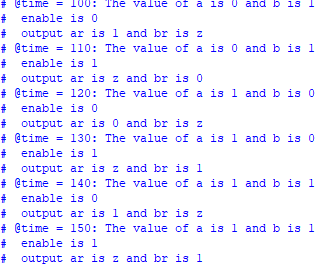 # @time = 100: The value of a is 0 and b is 1
#  enable is 0
#  output ar is 1 and br is z
# @time = 110: The value of a is 0 and b is 1
#  enable is 1
#  output ar is z and br is 0
# @time = 120: The value of a is 1 and b is 0
#  enable is 0
#  output ar is 0 and br is z
# @time = 130: The value of a is 1 and b is 0
#  enable is 1
#  output ar is z and br is 1
# @time = 140: The value of a is 1 and b is 1
#  enable is 0
#  output ar is 1 and br is z
# @time = 150: The value of a is 1 and b is 1
#  enable is 1
#  output ar is z and br is 1